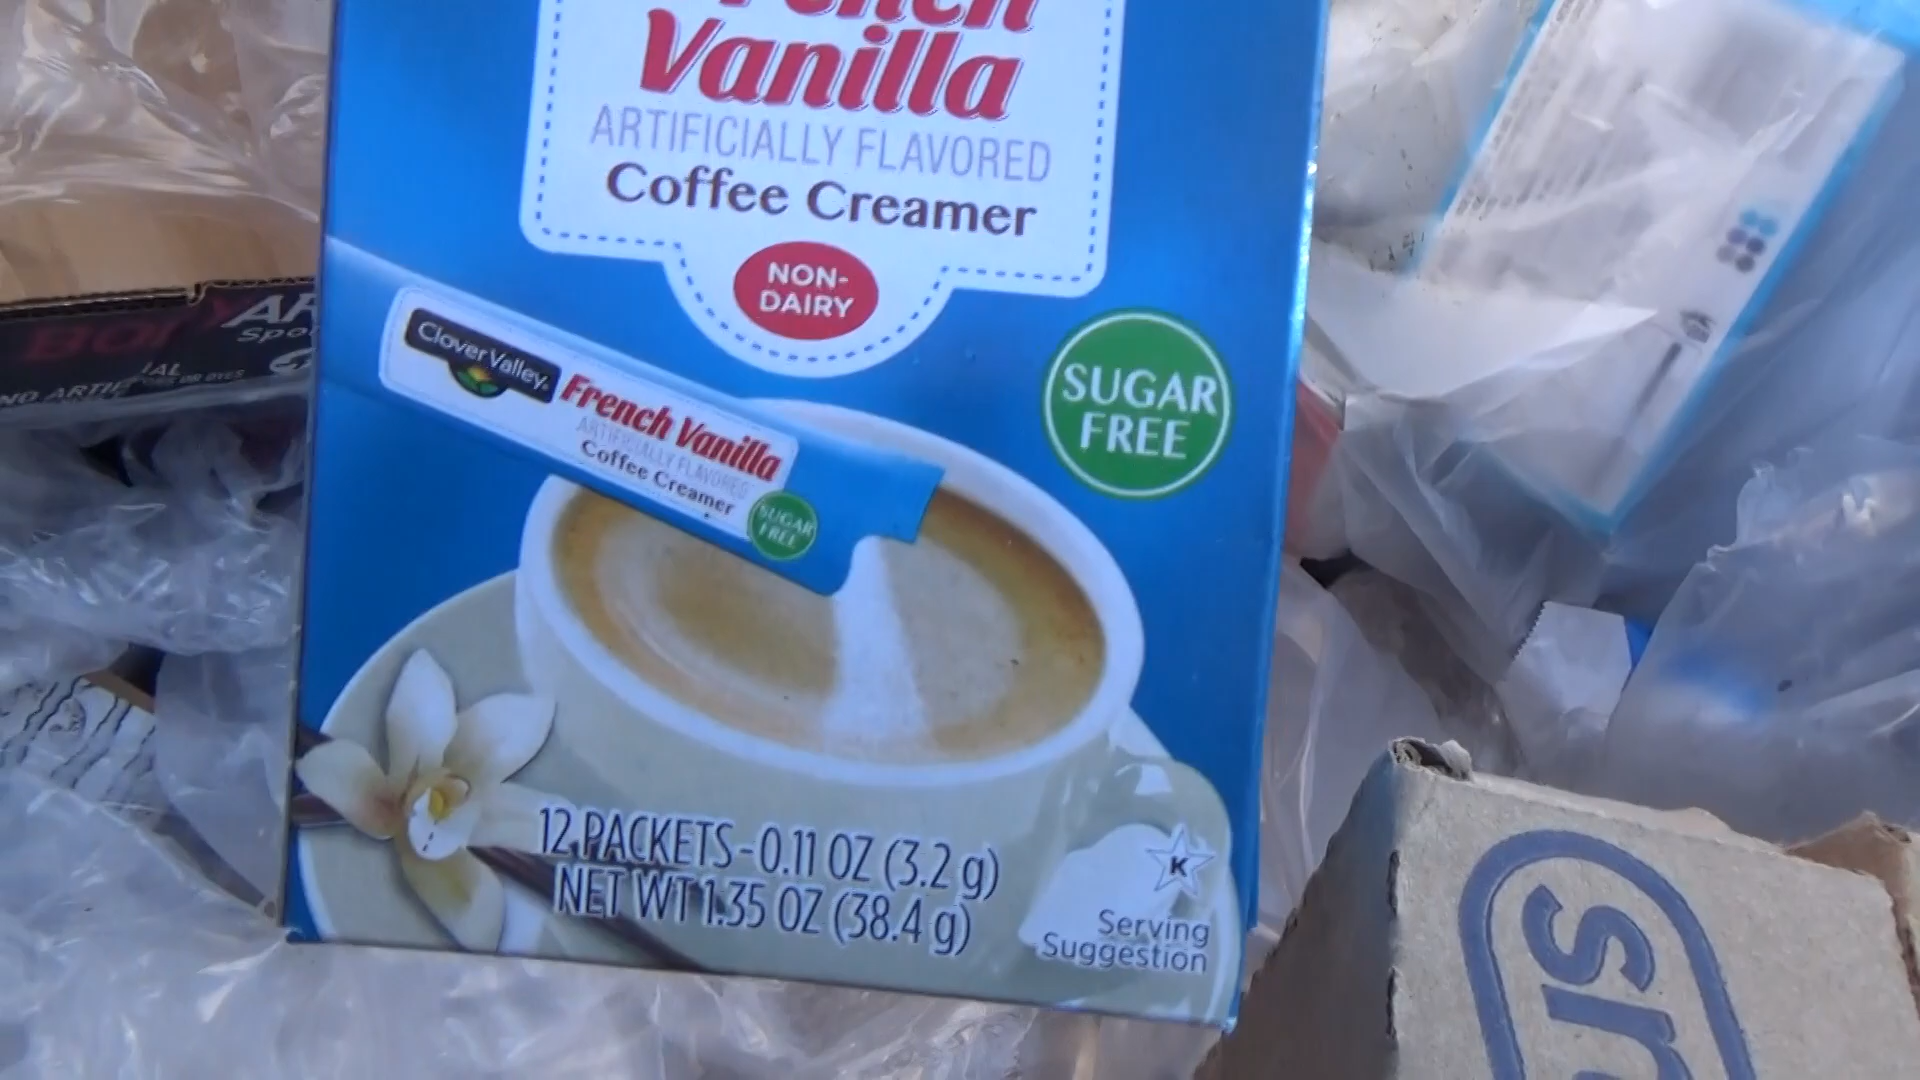 French
Vanilla
ARTIFICIALLY FLAVORED
Coffee Creamer
NON-
DAIRY
SUGAR
FREE
Clover Valley
French Vanilla
ARTIFICIALLY FLAVORED
Coffee Creamer
SUGAR
FREE
12 PACKETS - 0.11 OZ (3.2 g)
NET WT 1.35 OZ (38.4 g)
K
Serving
Suggestion